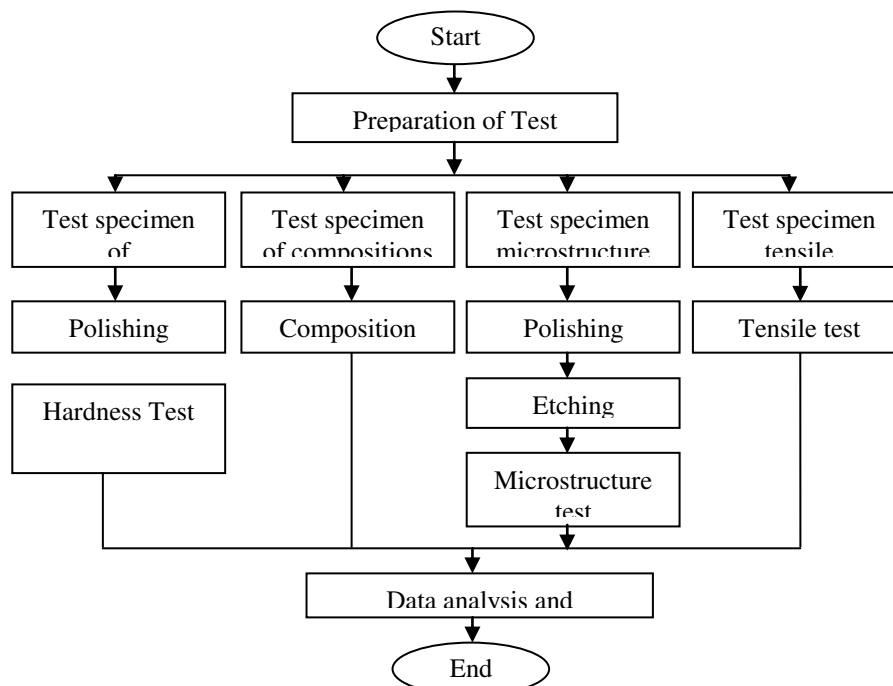 Start
Preparation of Test
Test specimen
of
Test specimen
of compositions
Test specimen
microstructure
Test specimen
tensile
Polishing
Composition
Polishing
Tensile test
Hardness Test
Etching
Microstructure
test
Data analysis and
End